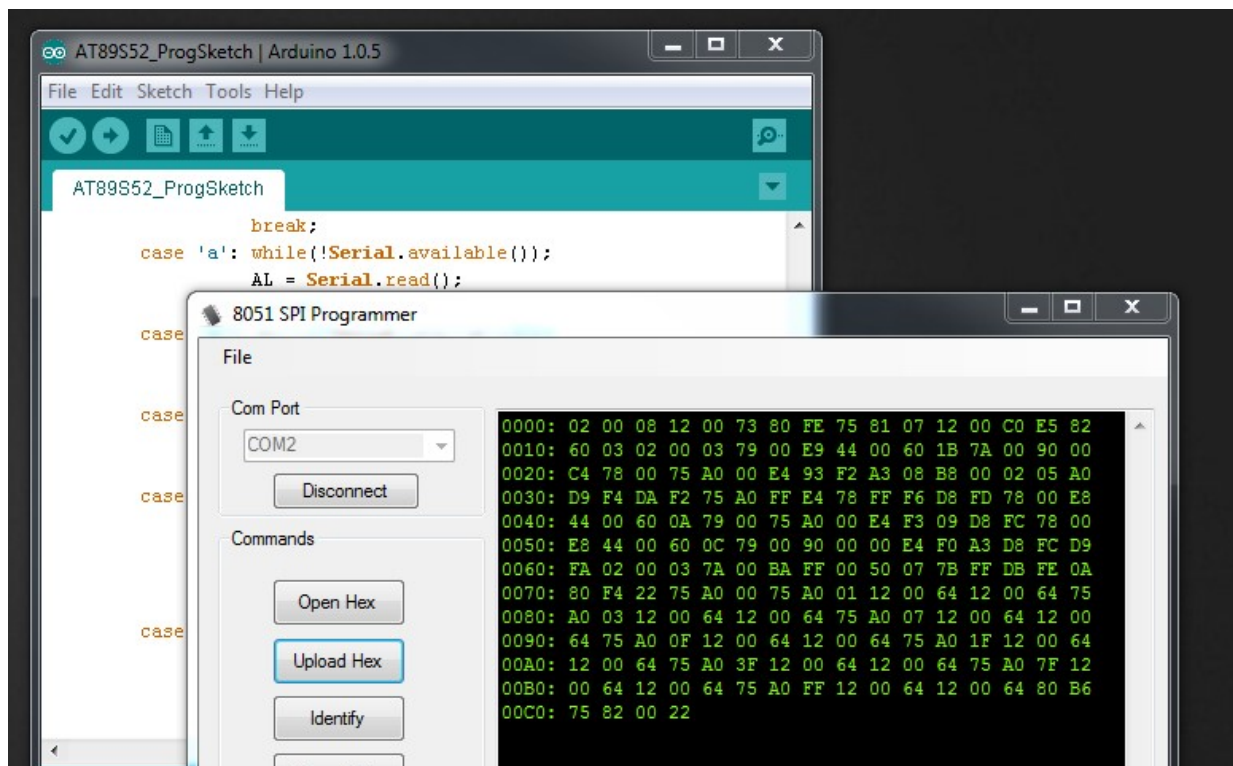 AT89S52_ProgSketch | Arduino 1.0.5
File Edit Sketch Tools Help
AT89S52_ProgSketch
break;
case 'a': while(!Serial.available());
AL = Serial.read();
case
case
case
case
8051 SPI Programmer
File
Com Port
COM2
Disconnect
Commands
Open Hex
Upload Hex
Identify
0000: 02 00 08 12 00 73 80 FE 75 81 07 12 00 C0 E5 82
0010: 60 03 02 00 03 79 00 E9 44 00 60 1B 7A 00 90 00
0020: C4 78 00 75 A0 00 E4 93 F2 A3 08 B8 00 02 05 A0
0030: D9 F4 DA F2 75 A0 FF E4 78 FF F6 D8 FD 78 00 E8
0040: 44 00 60 0A 79 00 75 A0 00 E4 F3 09 D8 FC 78 00
0050: E8 44 00 60 0C 79 00 90 00 00 E4 F0 A3 D8 FC D9
0060: FA 02 00 03 7A 00 BA FF 00 50 07 7B FF DB FE 0A
0070: 80 F4 22 75 A0 00 75 A0 01 12 00 64 12 00 64 75
0080: A0 03 12 00 64 12 00 64 75 A0 07 12 00 64 12 00
0090: 64 75 A0 0F 12 00 64 12 00 64 75 A0 1F 12 00 64
00A0: 12 00 64 75 A0 3F 12 00 64 12 00 64 75 A0 7F 12
00B0: 00 64 12 00 64 75 A0 FF 12 00 64 12 00 64 80 B6
00C0: 75 82 00 22